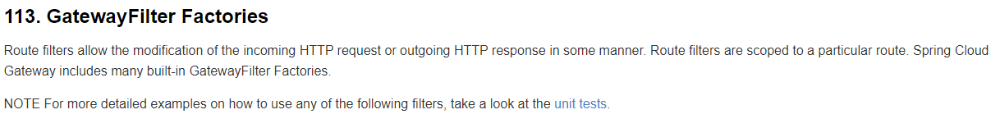 113. GatewayFilter Factories
Route filters allow the modification of the incoming HTTP request or outgoing HTTP response in some manner. Route filters are scoped to a particular route. Spring Cloud
Gateway includes many built-in GatewayFilter Factories.
NOTE For more detailed examples on how to use any of the following filters, take a look at the unit tests.